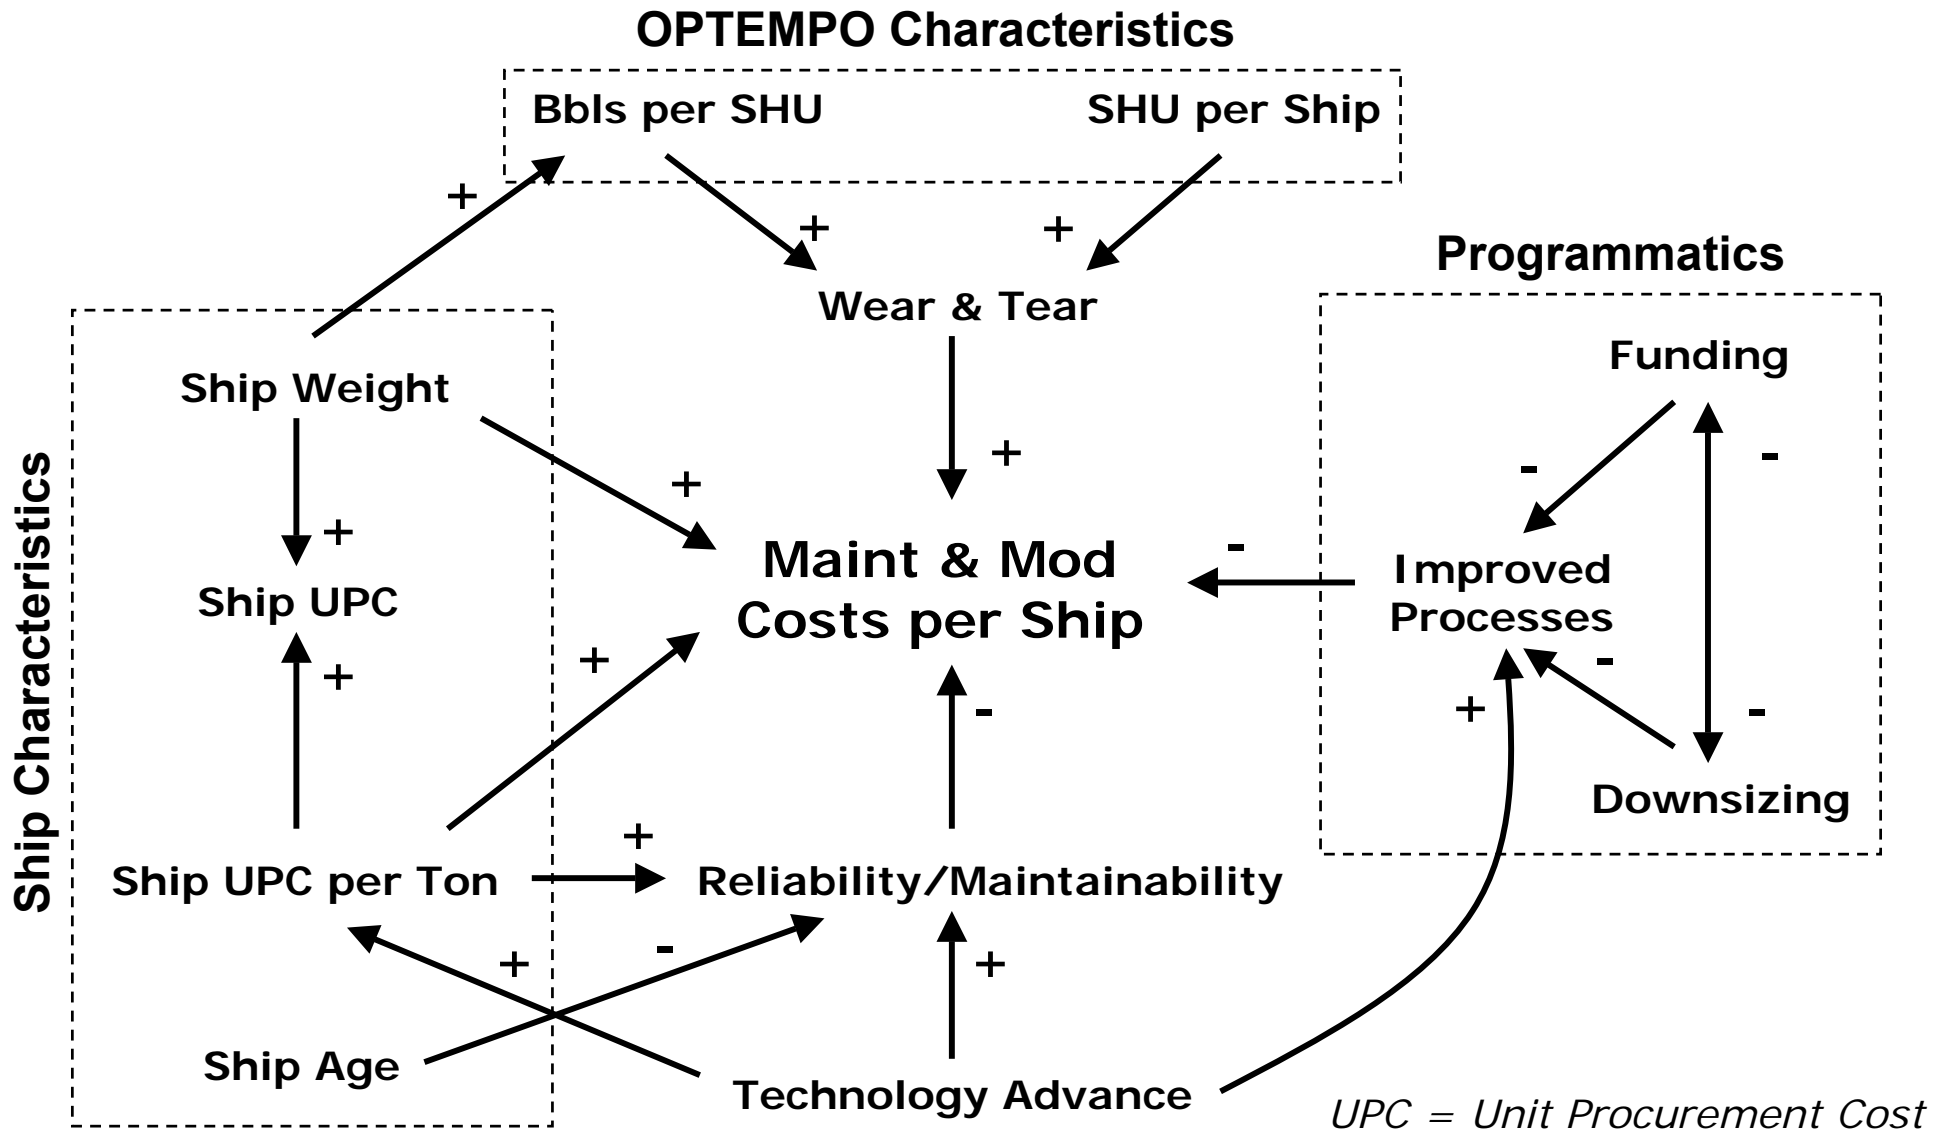 OPTEMPO Characteristics
Bbls per SHU
SHU per Ship
+
+
+
Programmatics
Wear & Tear
Funding
Ship Weight
+
+
-
-
+
Ship Characteristics
Maint & Mod
Costs per Ship
-
Improved
Processes
Ship UPC
+
+
-
-
+
-
Downsizing
+
Ship UPC per Ton
Reliability/Maintainability
+
-
+
Ship Age
Technology Advance
UPC = Unit Procurement Cost